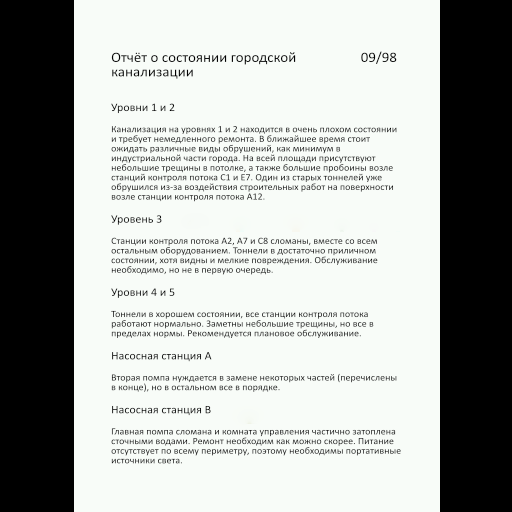 Отчёт о состоянии городской 09/98
канализации
Уровни 1 и 2
Канализация на уровнях 1 и 2 находится в очень плохом состоянии
и требует немедленного ремонта. В ближайшее время стоит
ожидать различные виды обрушений, как минимум в
индустриальной части города. На всей площади присутствуют
небольшие трещины в потолке, а также большие пробоины возле
станций контроля потока C1 и E7. Один из старых тоннелей уже
обрушился из-за воздействия строительных работ на поверхности
возле станции контроля потока A12.
Уровень 3
Станции контроля потока A2, A7 и C8 сломаны, вместе со всем
остальным оборудованием. Тоннели в достаточно приличном
состоянии, хотя видны и мелкие повреждения. Обслуживание
необходимо, но не в первую очередь.
Уровни 4 и 5
Тоннели в хорошем состоянии, все станции контроля потока
работают нормально. Заметны небольшие трещины, но все в
пределах нормы. Рекомендуется плановое обслуживание.
Насосная станция A
Вторая помпа нуждается в замене некоторых частей (перечислены
в конце), но в остальном все в порядке.
Насосная станция B
Главная помпа сломана и комната управления частично затоплена
сточными водами. Ремонт необходим как можно скорее. Питание
отсутствует по всему периметру, поэтому необходимы портативные
источники света.